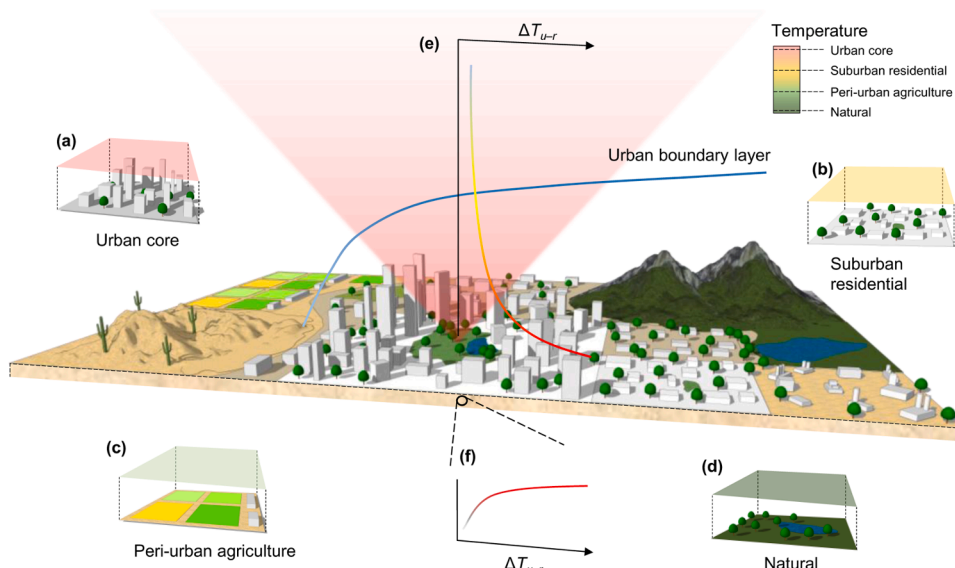 (e)
ΔTu–r
Temperature
Urban core
Suburban residential
Peri-urban agriculture
Natural
(a)
Urban core
Urban boundary layer
(b)
Suburban
residential
(c)
Peri-urban agriculture
(f)
(d)
Natural